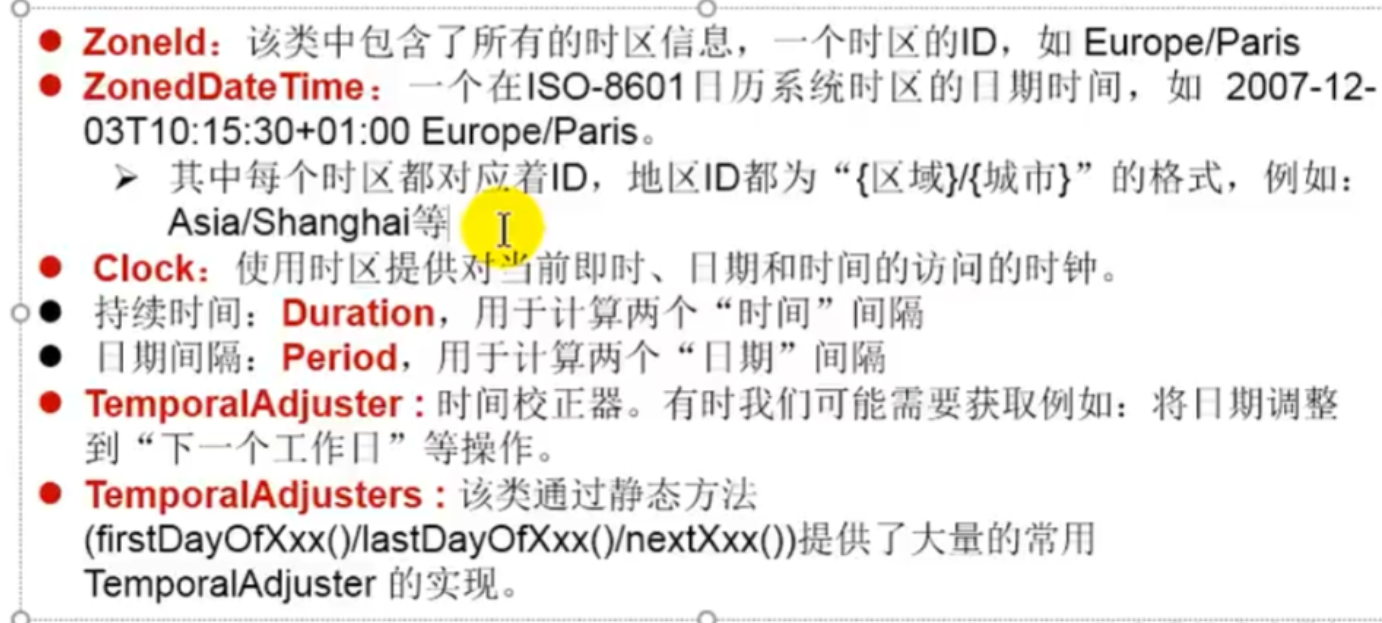 ● ZoneId：该类中包含了所有的时区信息，一个时区的ID，如 Europe/Paris
● ZonedDateTime：一个在ISO-8601日历系统时区的日期时间，如 2007-12-
03T10:15:30+01:00 Europe/Paris。
➢ 其中每个时区都对应着ID，地区ID都为“{区域}/{城市}”的格式，例如：
Asia/Shanghai等
● Clock：使用时区提供对当前即时、日期和时间的访问的时钟。
● 持续时间：Duration，用于计算两个“时间”间隔
● 日期间隔：Period，用于计算两个“日期”间隔
● TemporalAdjuster : 时间校正器。有时我们可能需要获取例如：将日期调整
到“下一个工作日”等操作。
● TemporalAdjusters : 该类通过静态方法
(firstDayOfXxx()/lastDayOfXxx()/nextXxx())提供了大量的常用
TemporalAdjuster 的实现。